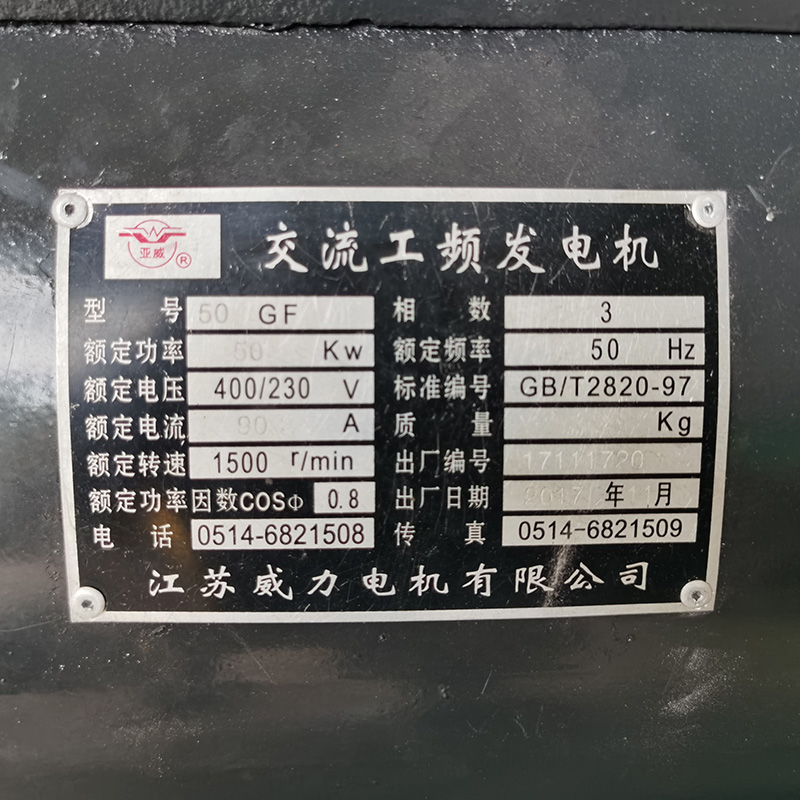 亚威 ®
交流工频发电机
型号 50 GF 相数 3
额定功率 50 Kw 额定频率 50 Hz
额定电压 400/230 V 标准编号 GB/T2820-97
额定电流 90 A 质量 Kg
额定转速 1500 r/min 出厂编号 17111720
额定功率因数COSΦ 0.8 出厂日期 2017 年 11 月
电话 0514-6821508 传真 0514-6821509
江苏威力电机有限公司